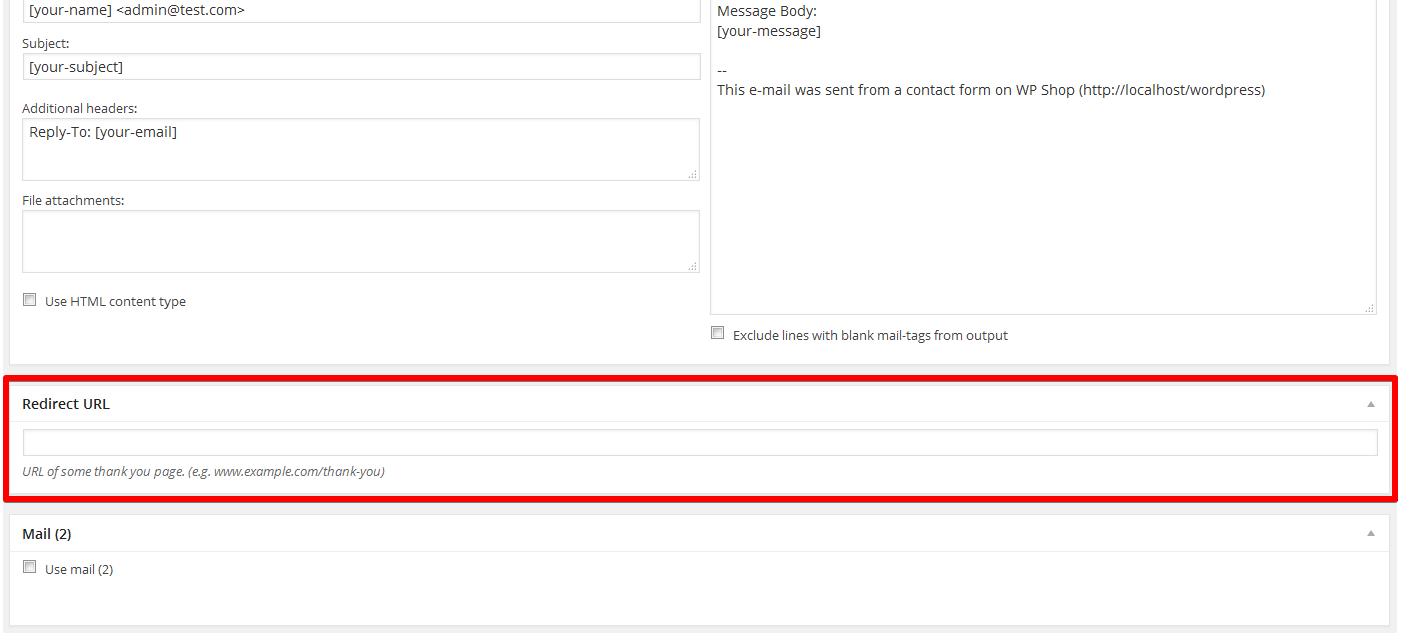 [your-name] <admin@test.com>
Subject:
[your-subject]
Additional headers:
Reply-To: [your-email]
File attachments:
Use HTML content type
Message Body:
[your-message]
--
This e-mail was sent from a contact form on WP Shop (http://localhost/wordpress)
Exclude lines with blank mail-tags from output
Redirect URL
URL of some thank you page. (e.g. www.example.com/thank-you)
Mail (2)
Use mail (2)